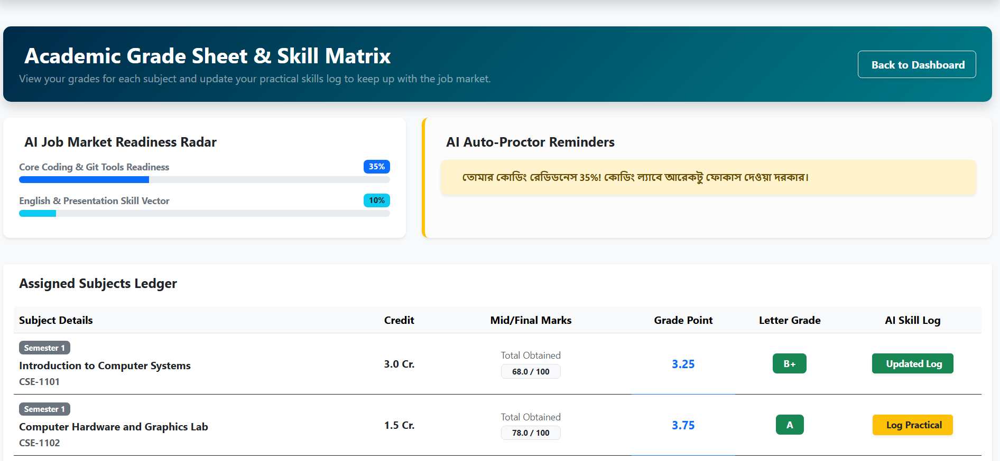 Academic Grade Sheet & Skill Matrix
View your grades for each subject and update your practical skills log to keep up with the job market.
Back to Dashboard
AI Job Market Readiness Radar
Core Coding & Git Tools Readiness 35%
English & Presentation Skill Vector 10%
AI Auto-Proctor Reminders
তোমার কোডিং রেডিডনেস 35%! কোডিং ল্যাবে আরেকটু ফোকাস দেওয়া দরকার।
Assigned Subjects Ledger
Subject Details Credit Mid/Final Marks Grade Point Letter Grade AI Skill Log
Semester 1
Introduction to Computer Systems
CSE-1101
3.0 Cr.
Total Obtained
68.0 / 100
3.25
B+
Updated Log
Semester 1
Computer Hardware and Graphics Lab
CSE-1102
1.5 Cr.
Total Obtained
78.0 / 100
3.75
A
Log Practical